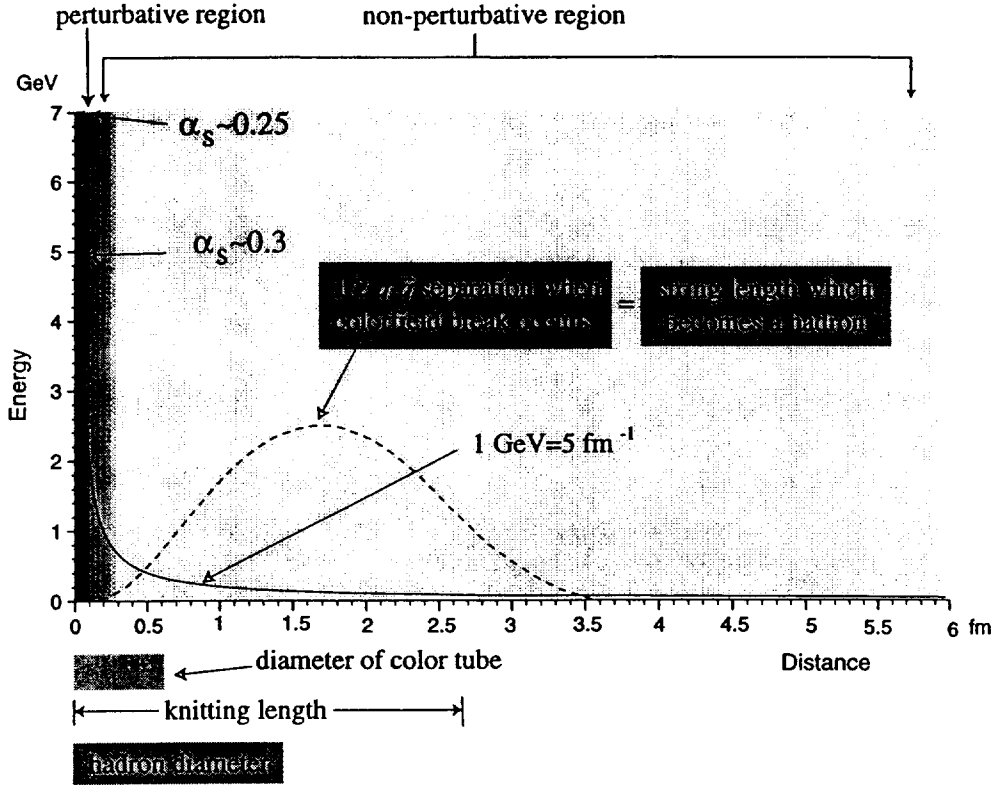 perturbative region
non-perturbative region
GeV
7
α_s~0.25
6
5
α_s~0.3
4
separation when
colorfield break occurs
=
string length which
becomes a hadron
3
Energy
2
1 GeV=5 fm⁻¹
1
0
0 0.5 1 1.5 2 2.5 3 3.5 4 4.5 5 5.5 6 fm
diameter of color tube
Distance
knitting length
hadron diameter